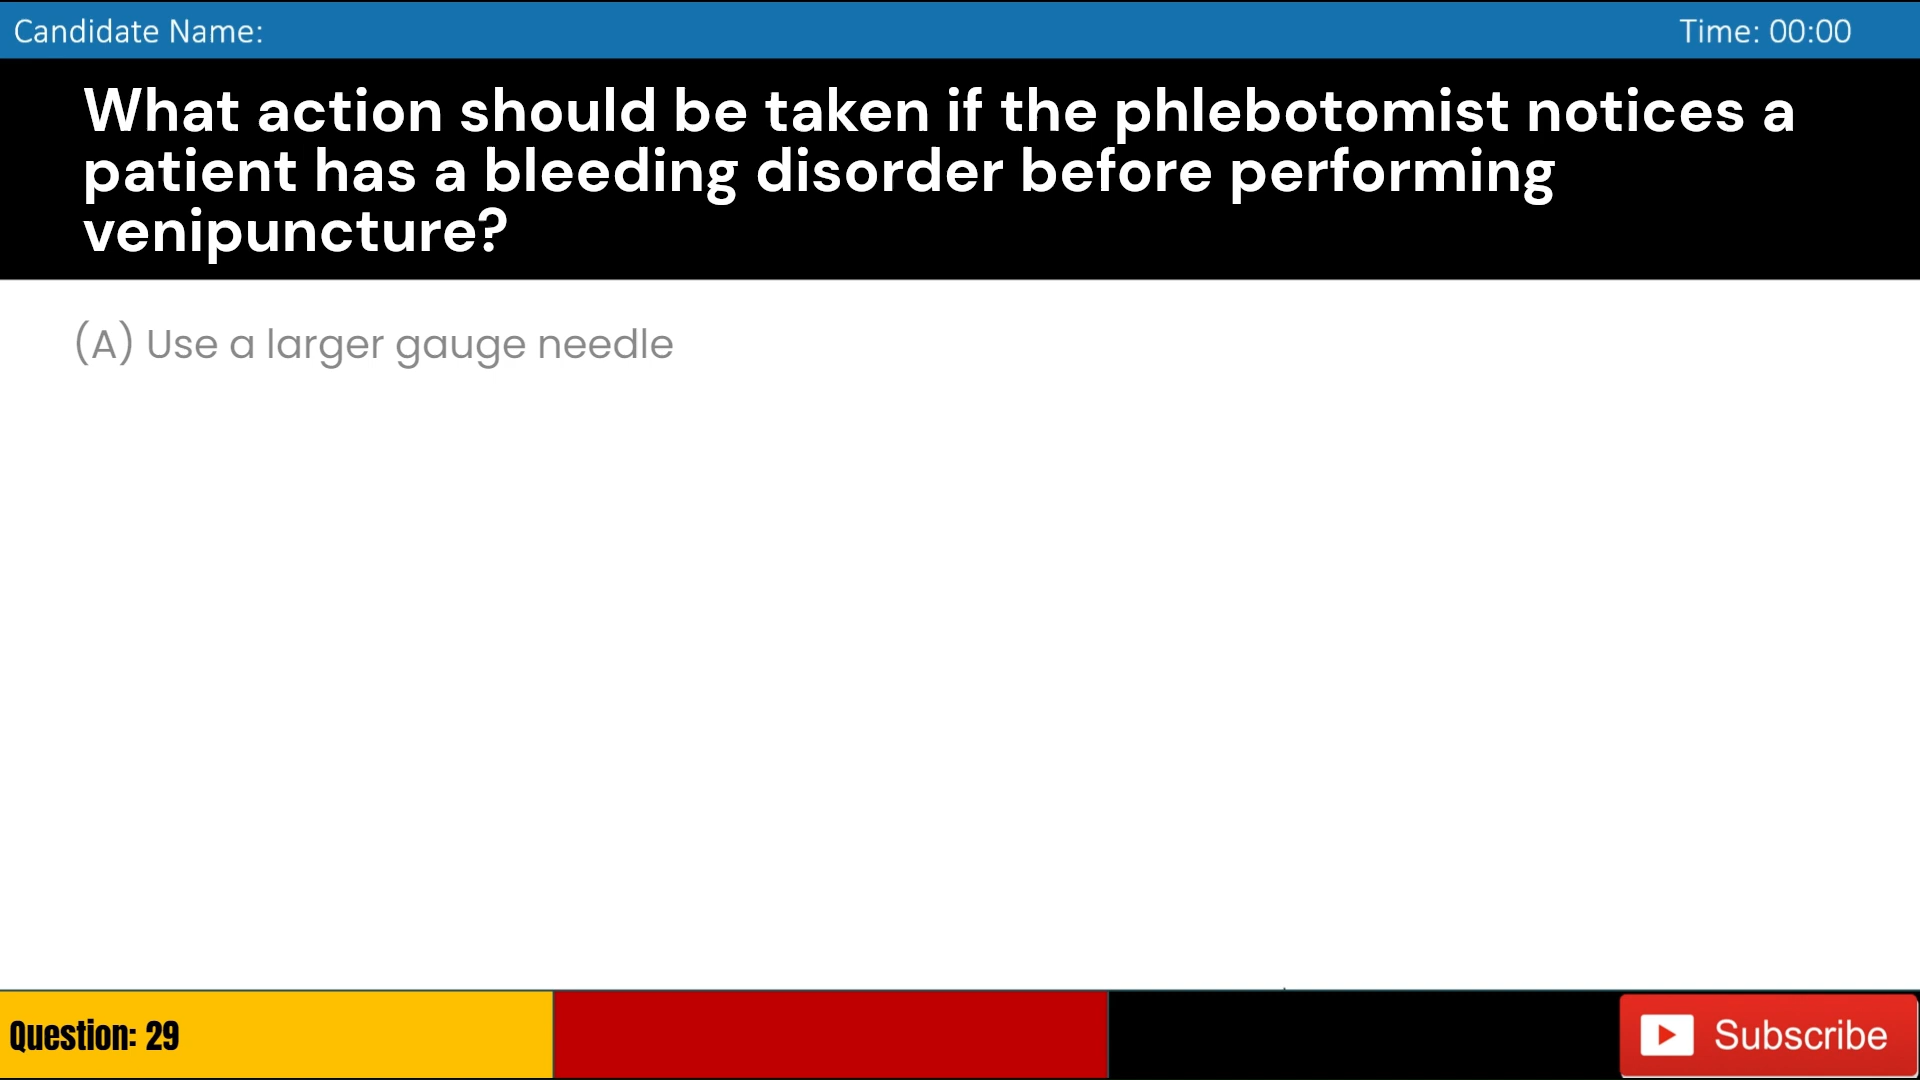 Candidate Name:
Time: 00:00
What action should be taken if the phlebotomist notices a
patient has a bleeding disorder before performing
venipuncture?
(A) Use a larger gauge needle
Question: 29
Subscribe